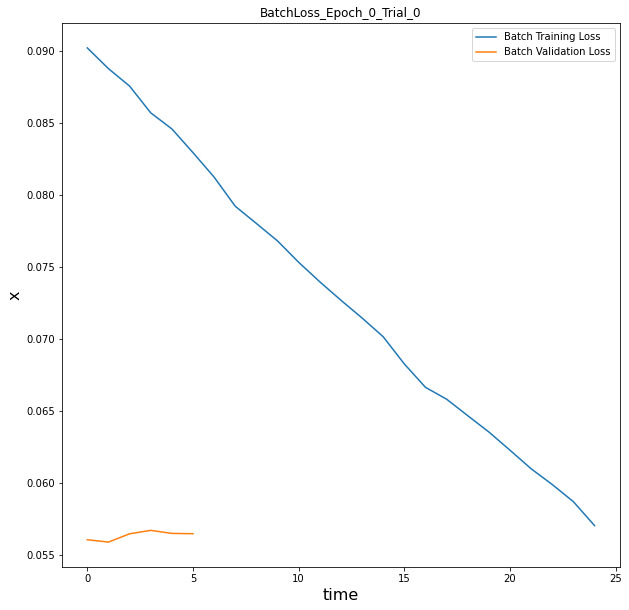 BatchLoss_Epoch_0_Trial_0
Batch Training Loss
Batch Validation Loss
0.090
0.085
0.080
0.075
0.070
0.065
0.060
0.055
x
0 5 10 15 20 25
time